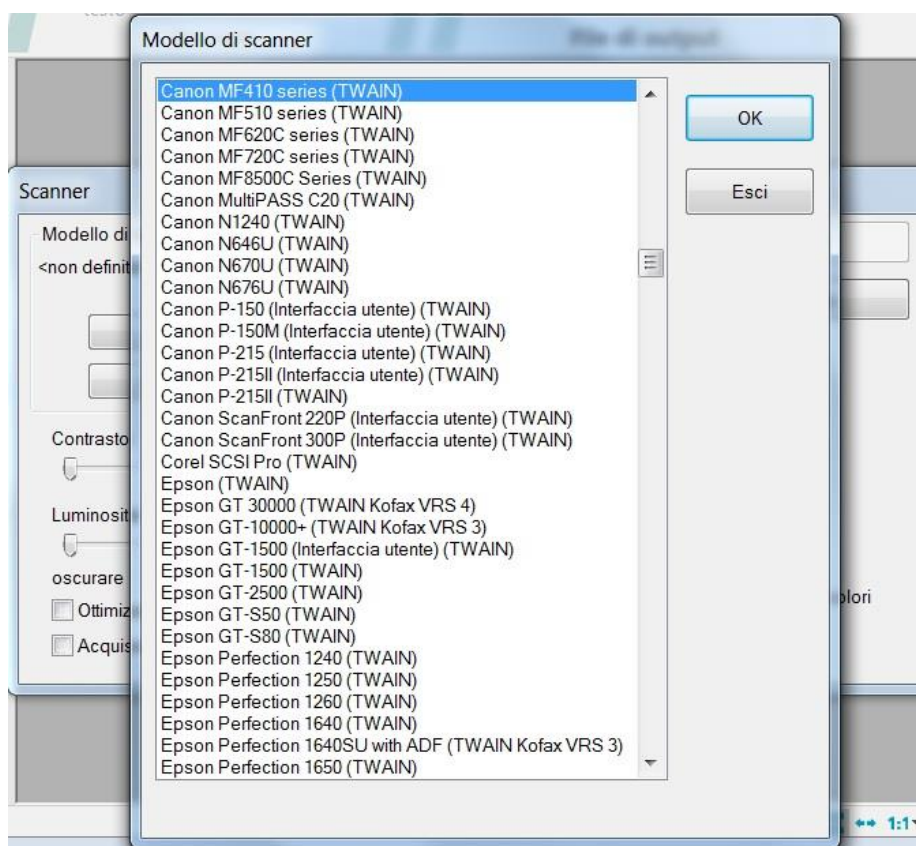 testo
Modello di scanner
File di output
Canon MF410 series (TWAIN)
Canon MF510 series (TWAIN)
Canon MF620C series (TWAIN)
Canon MF720C series (TWAIN)
Canon MF8500C Series (TWAIN)
Canon MultiPASS C20 (TWAIN)
Canon N1240 (TWAIN)
Canon N646U (TWAIN)
Canon N670U (TWAIN)
Canon N676U (TWAIN)
Canon P-150 (Interfaccia utente) (TWAIN)
Canon P-150M (Interfaccia utente) (TWAIN)
Canon P-215 (Interfaccia utente) (TWAIN)
Canon P-215II (Interfaccia utente) (TWAIN)
Canon P-215II (TWAIN)
Canon ScanFront 220P (Interfaccia utente) (TWAIN)
Canon ScanFront 300P (Interfaccia utente) (TWAIN)
Corel SCSI Pro (TWAIN)
Epson (TWAIN)
Epson GT 30000 (TWAIN Kofax VRS 4)
Epson GT-10000+ (TWAIN Kofax VRS 3)
Epson GT-1500 (Interfaccia utente) (TWAIN)
Epson GT-1500 (TWAIN)
Epson GT-2500 (TWAIN)
Epson GT-S50 (TWAIN)
Epson GT-S80 (TWAIN)
Epson Perfection 1240 (TWAIN)
Epson Perfection 1250 (TWAIN)
Epson Perfection 1260 (TWAIN)
Epson Perfection 1640 (TWAIN)
Epson Perfection 1640SU with ADF (TWAIN Kofax VRS 3)
Epson Perfection 1650 (TWAIN)
OK
Esci
Scanner
Modello di
<non definit
Contrasto
Luminosit
oscurare
Ottimiz
Acquis
olori
1:1